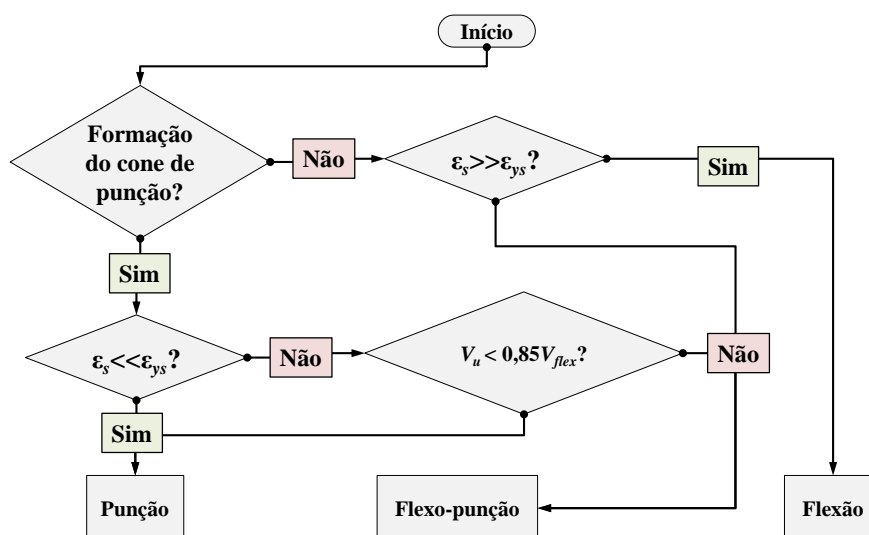 Início
Formação
do cone de
punção?
Não
εs>>εys?
Sim
Sim
εs<<εys?
Não
Vu < 0,85Vflex?
Não
Sim
Punção
Flexo-punção
Flexão